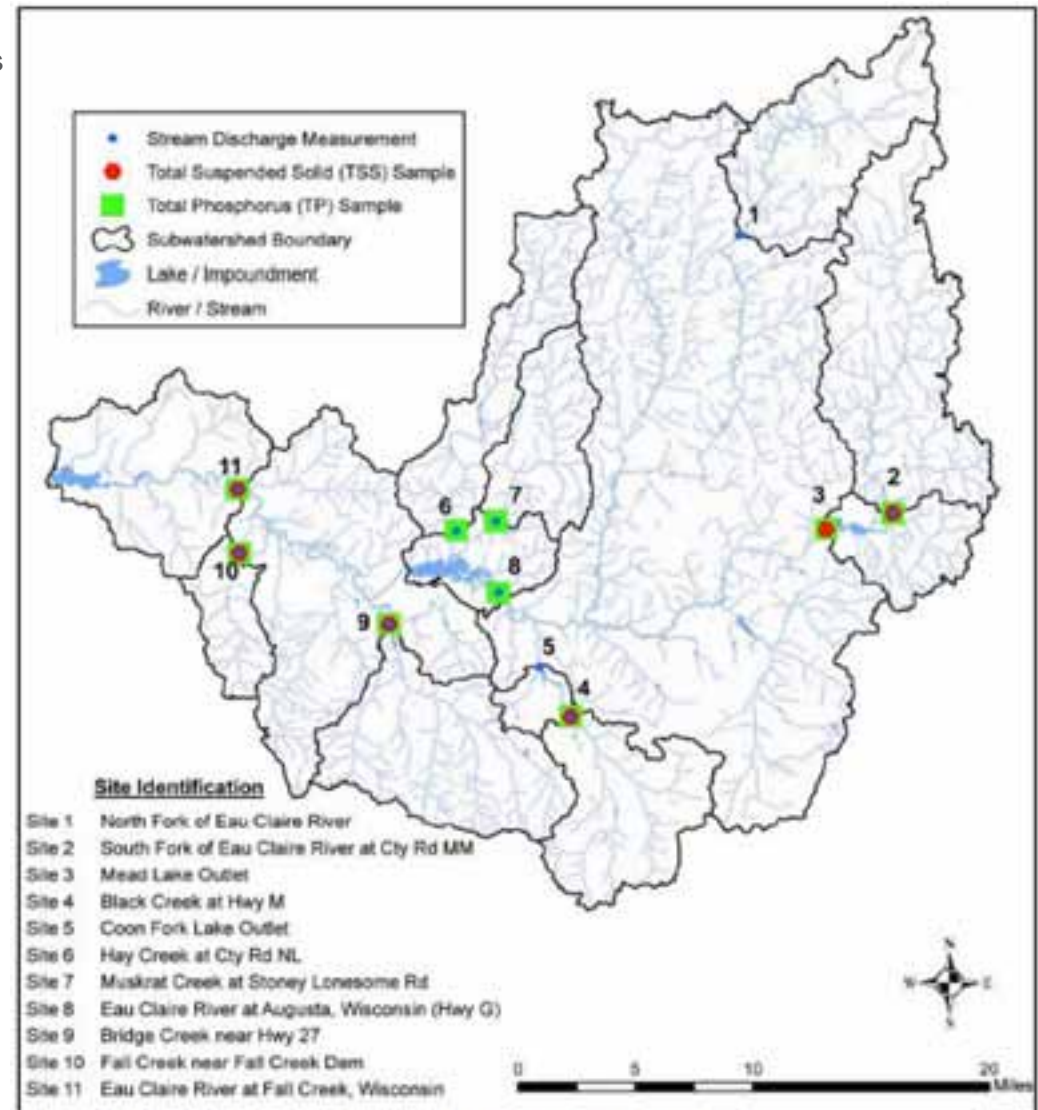 s
Stream Discharge Measurement
Total Suspended Solid (TSS) Sample
Total Phosphorus (TP) Sample
Subwatershed Boundary
Lake / Impoundment
River / Stream
1
2
3
11
6
7
10
8
9
5
4
Site Identification
Site 1 North Fork of Eau Claire River
Site 2 South Fork of Eau Claire River at Cty Rd MM
Site 3 Mead Lake Outlet
Site 4 Black Creek at Hwy M
Site 5 Coon Fork Lake Outlet
Site 6 Hay Creek at Cty Rd NL
Site 7 Muskrat Creek at Stoney Lonesome Rd
Site 8 Eau Claire River at Augusta, Wisconsin (Hwy G)
Site 9 Bridge Creek near Hwy 27
Site 10 Fall Creek near Fall Creek Dam
Site 11 Eau Claire River at Fall Creek, Wisconsin
N
W E
S
0 5 10 20
Miles